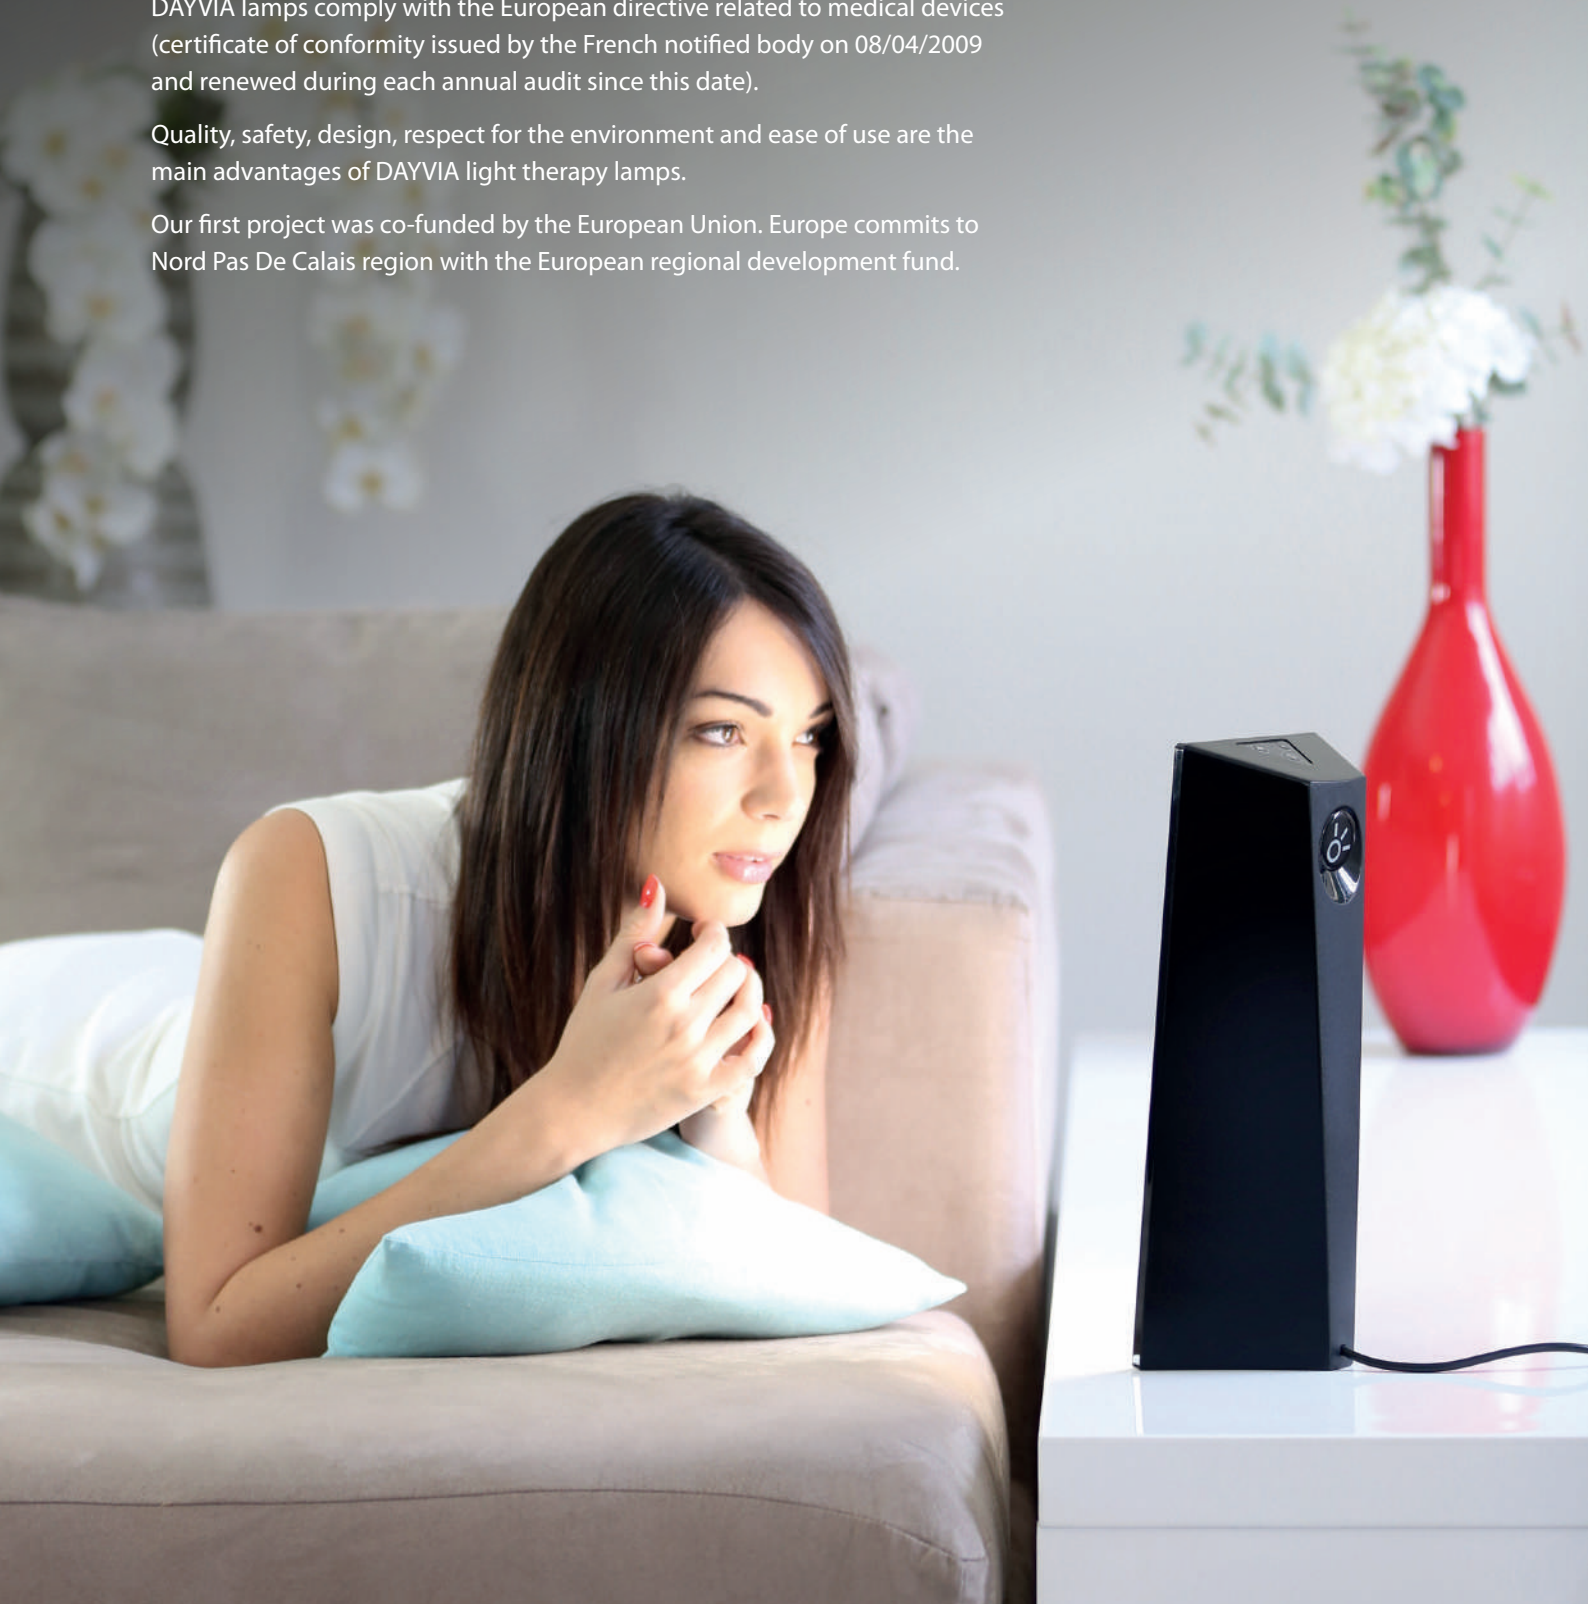 DAYVIA lamps comply with the European directive related to medical devices
(certificate of conformity issued by the French notified body on 08/04/2009
and renewed during each annual audit since this date).
Quality, safety, design, respect for the environment and ease of use are the
main advantages of DAYVIA light therapy lamps.
Our first project was co-funded by the European Union. Europe commits to
Nord Pas De Calais region with the European regional development fund.